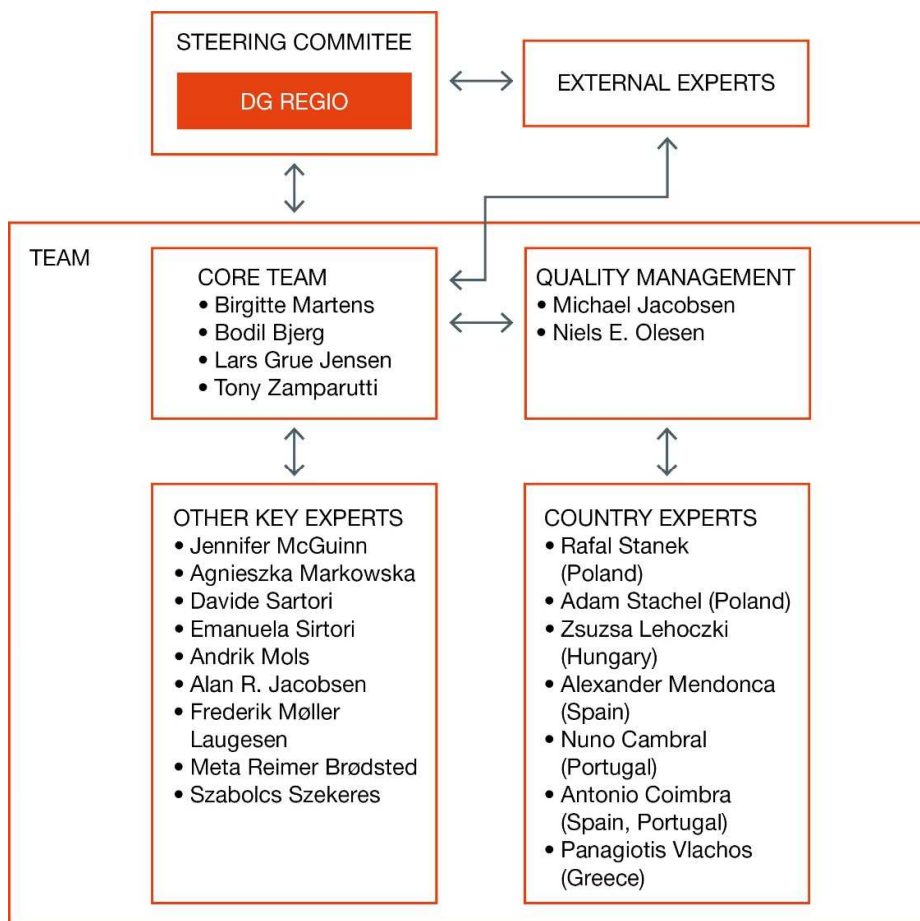 STEERING COMMITEE
DG REGIO
EXTERNAL EXPERTS
TEAM
CORE TEAM
• Birgitte Martens
• Bodil Bjerg
• Lars Grue Jensen
• Tony Zamparutti
QUALITY MANAGEMENT
• Michael Jacobsen
• Niels E. Olesen
OTHER KEY EXPERTS
• Jennifer McGuinn
• Agnieszka Markowska
• Davide Sartori
• Emanuela Sirtori
• Andrik Mols
• Alan R. Jacobsen
• Frederik Møller
Laugesen
• Meta Reimer Brødsted
• Szabolcs Szekeres
COUNTRY EXPERTS
• Rafal Stanek
(Poland)
• Adam Stachel (Poland)
• Zsuzsa Lehoczki
(Hungary)
• Alexander Mendonca
(Spain)
• Nuno Cambral
(Portugal)
• Antonio Coimbra
(Spain, Portugal)
• Panagiotis Vlachos
(Greece)